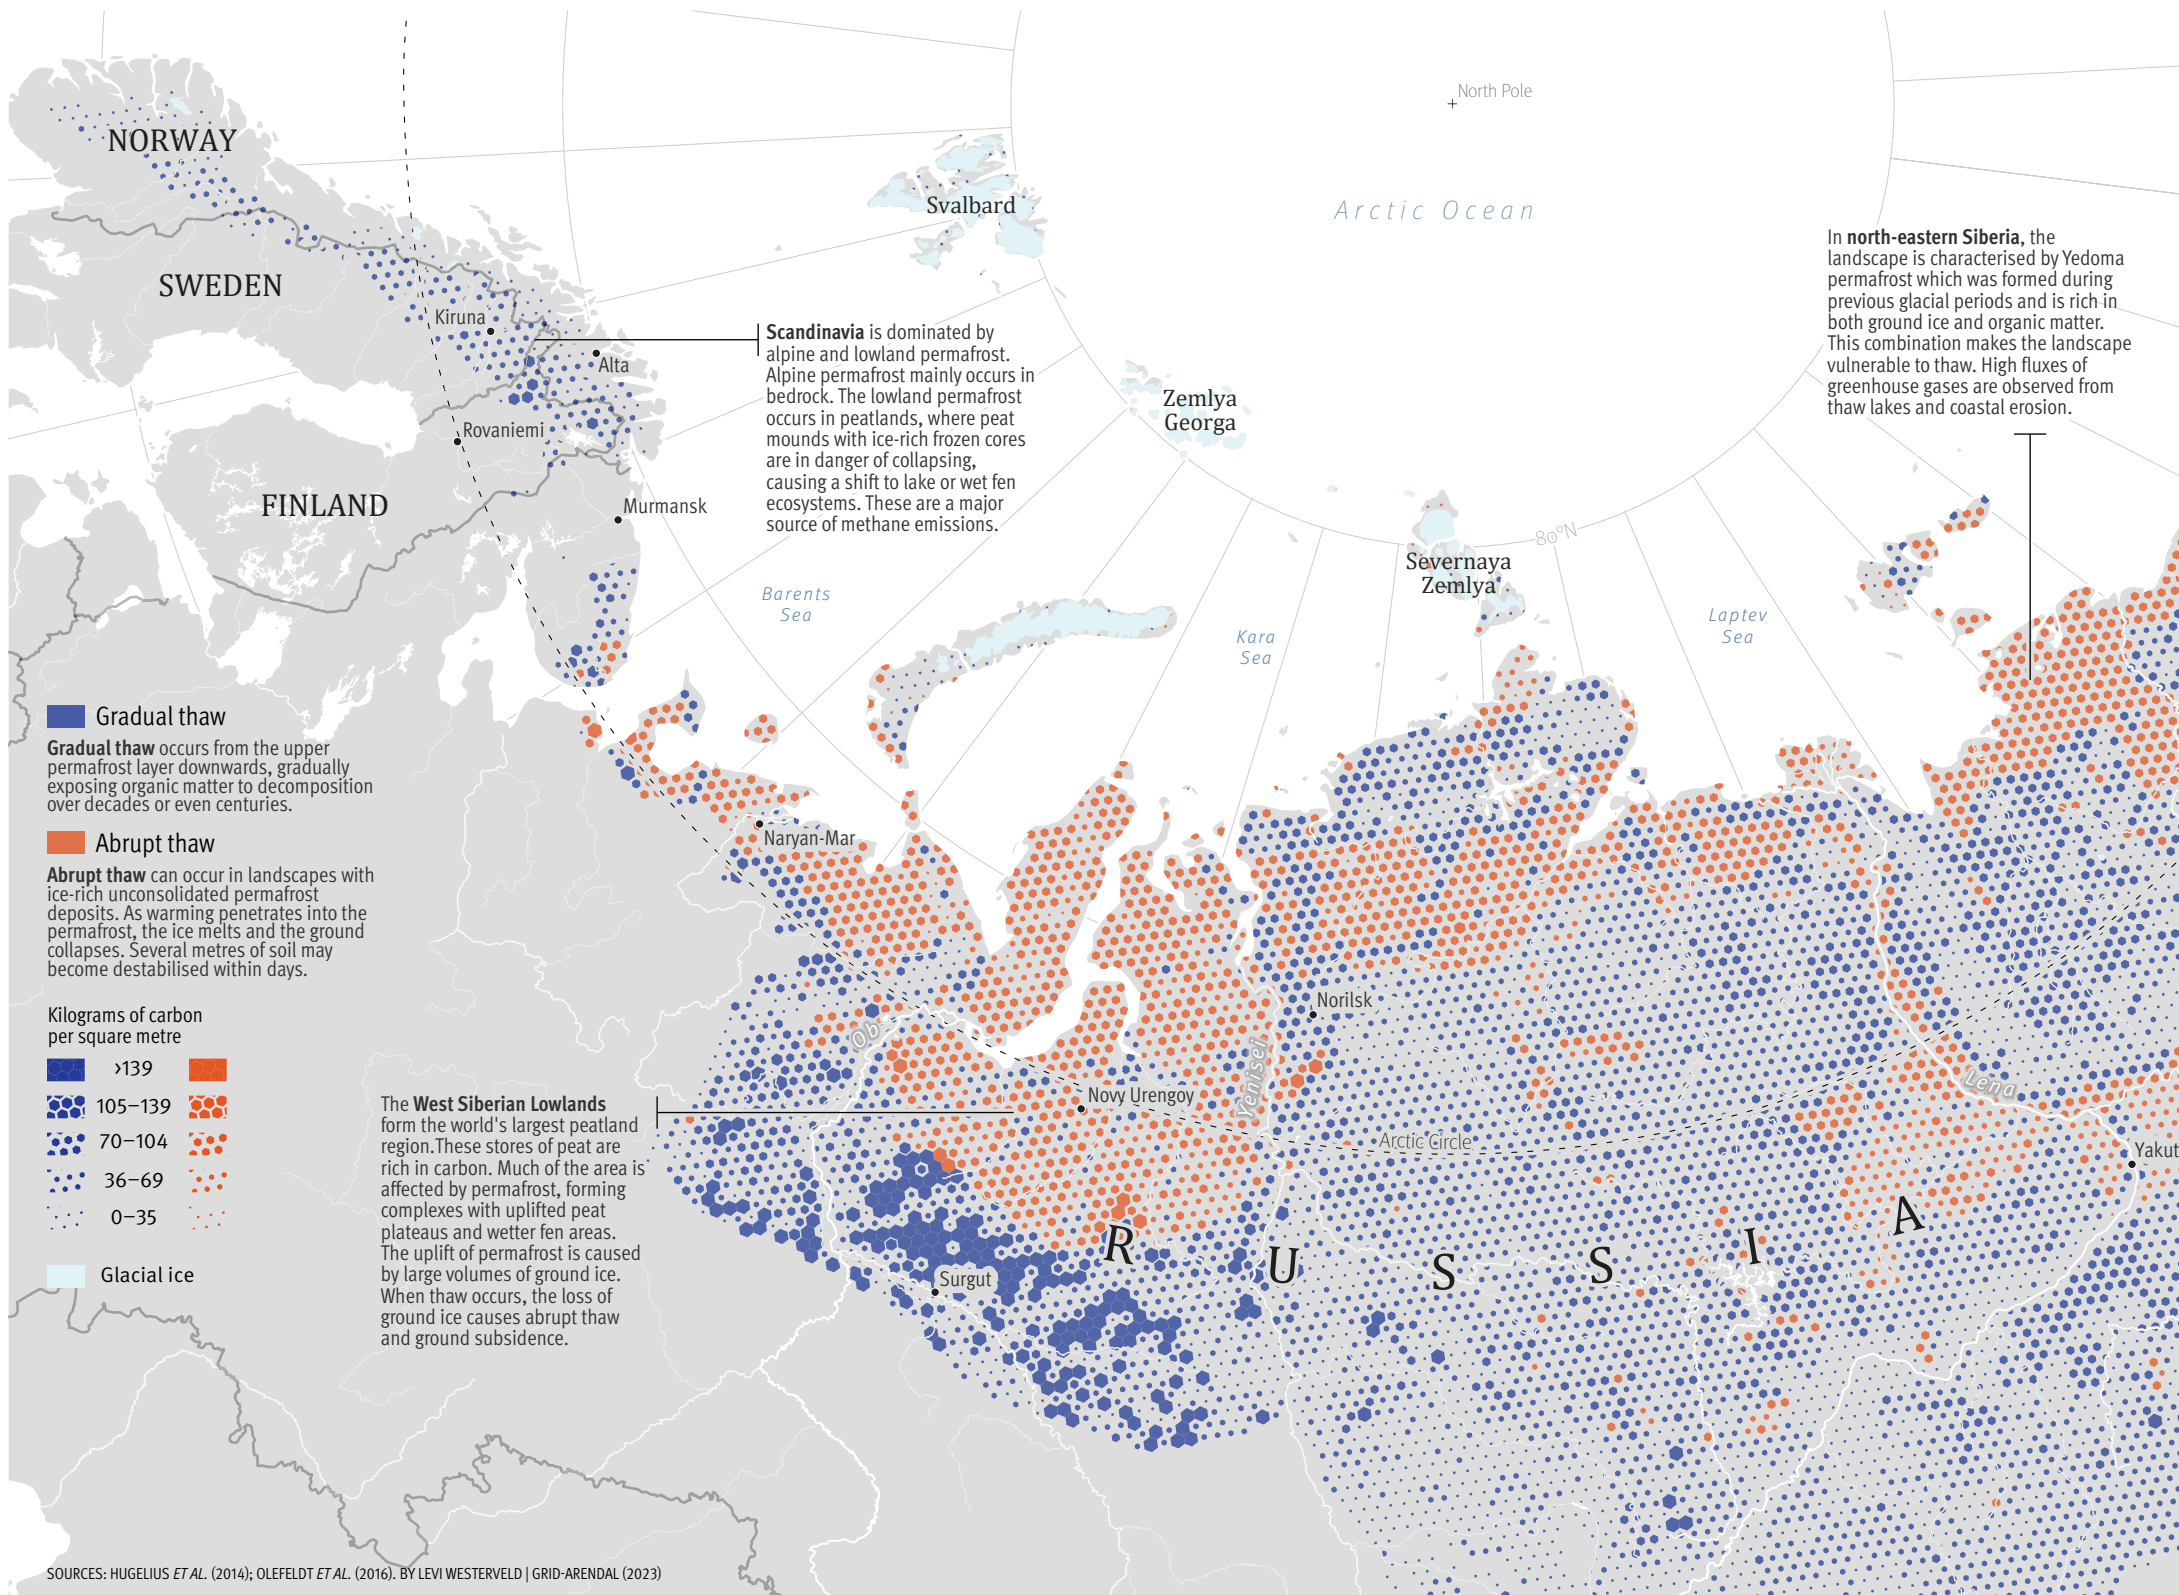 North Pole
Arctic Ocean
NORWAY
Svalbard
SWEDEN
Kiruna
Alta
Rovaniemi
FINLAND
Murmansk
Scandinavia is dominated by
alpine and lowland permafrost.
Alpine permafrost mainly occurs in
bedrock. The lowland permafrost
occurs in peatlands, where peat
mounds with ice-rich frozen cores
are in danger of collapsing,
causing a shift to lake or wet fen
ecosystems. These are a major
source of methane emissions.
Zemlya
Georga
In north-eastern Siberia, the
landscape is characterised by Yedoma
permafrost which was formed during
previous glacial periods and is rich in
both ground ice and organic matter.
This combination makes the landscape
vulnerable to thaw. High fluxes of
greenhouse gases are observed from
thaw lakes and coastal erosion.
80°N
Severnaya
Zemlya
Barents
Sea
Kara
Sea
Laptev
Sea
Gradual thaw
Gradual thaw occurs from the upper
permafrost layer downwards, gradually
exposing organic matter to decomposition
over decades or even centuries.
Abrupt thaw
Abrupt thaw can occur in landscapes with
ice-rich unconsolidated permafrost
deposits. As warming penetrates into the
permafrost, the ice melts and the ground
collapses. Several metres of soil may
become destabilised within days.
Kilograms of carbon
per square metre
>139
105–139
70–104
36–69
0–35
Glacial ice
Naryan-Mar
Norilsk
Ob
Yenisei
Lena
Novy Urengoy
Arctic Circle
Yakut
The West Siberian Lowlands
form the world's largest peatland
region.These stores of peat are
rich in carbon. Much of the area is
affected by permafrost, forming
complexes with uplifted peat
plateaus and wetter fen areas.
The uplift of permafrost is caused
by large volumes of ground ice.
When thaw occurs, the loss of
ground ice causes abrupt thaw
and ground subsidence.
Surgut
RUSSIA
SOURCES: HUGELIUS ET AL. (2014); OLEFELDT ET AL. (2016). BY LEVI WESTERVELD | GRID-ARENDAL (2023)